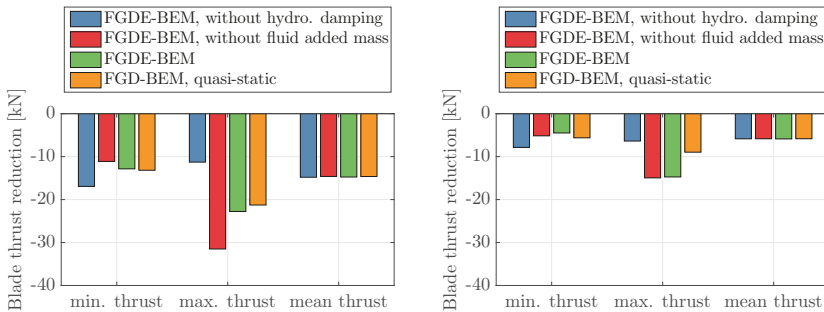 FGDE-BEM, without hydro. damping
FGDE-BEM, without fluid added mass
FGDE-BEM
FGD-BEM, quasi-static
Blade thrust reduction [kN]
0
-10
-20
-30
-40
min. thrust
max. thrust
mean thrust
FGDE-BEM, without hydro. damping
FGDE-BEM, without fluid added mass
FGDE-BEM
FGD-BEM, quasi-static
Blade thrust reduction [kN]
0
-10
-20
-30
-40
min. thrust
max. thrust
mean thrust